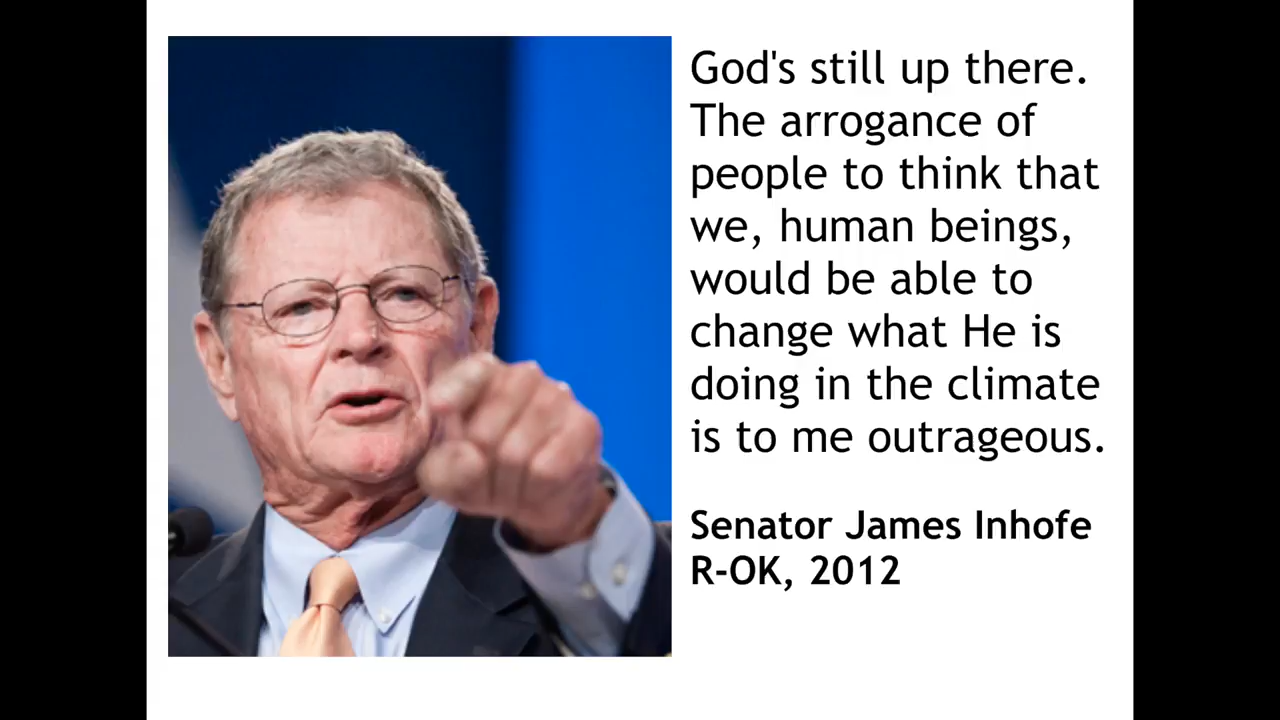 God's still up there.
The arrogance of
people to think that
we, human beings,
would be able to
change what He is
doing in the climate
is to me outrageous.
Senator James Inhofe
R-OK, 2012